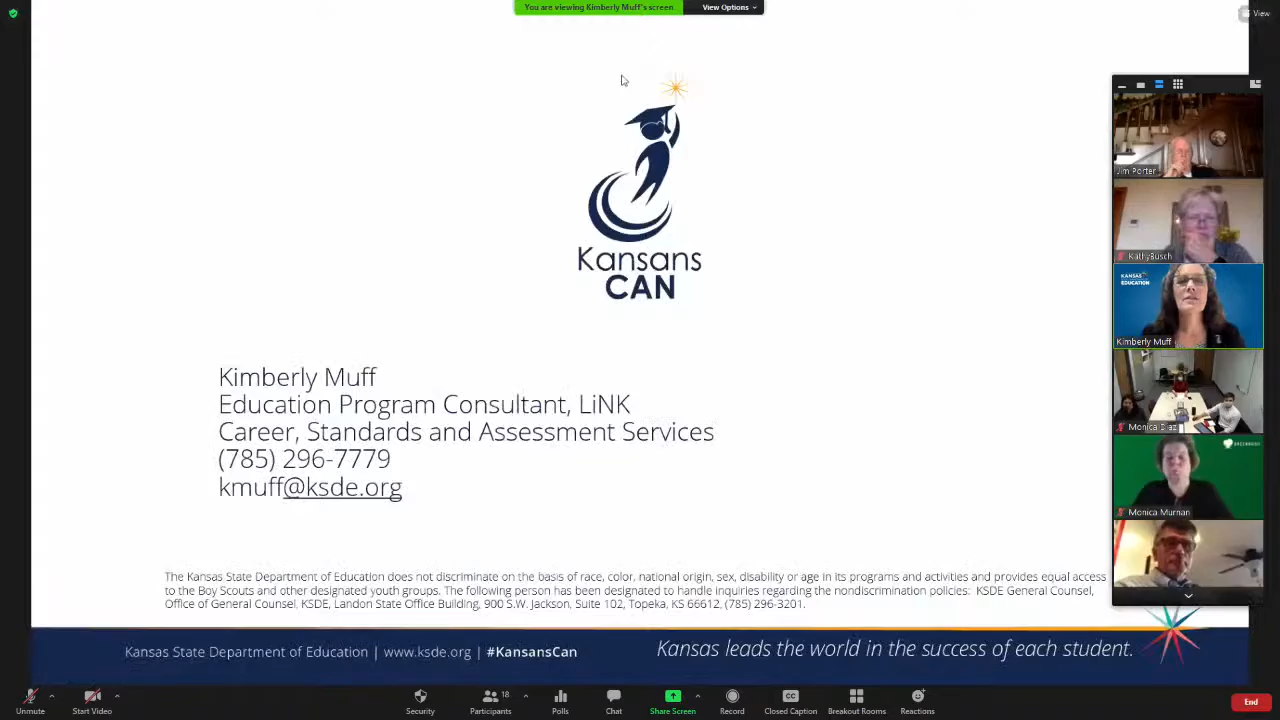 You are viewing Kimberly Muff's screen
View Options
View
Jim Porter
KathyBusch
KANSAS
EDUCATION
Kimberly Muff
Monica Diaz
Monica Murnan
Kansans
CAN
Kimberly Muff
Education Program Consultant, LiNK
Career, Standards and Assessment Services
(785) 296-7779
kmuff@ksde.org
The Kansas State Department of Education does not discriminate on the basis of race, color, national origin, sex, disability or age in its programs and activities and provides equal access
to the Boy Scouts and other designated youth groups. The following person has been designated to handle inquiries regarding the nondiscrimination policies: KSDE General Counsel,
Office of General Counsel, KSDE, Landon State Office Building, 900 S.W. Jackson, Suite 102, Topeka, KS 66612, (785) 296-3201.
Kansas State Department of Education | www.ksde.org | #KansansCan
Kansas leads the world in the success of each student.
Unmute
Start Video
Security
Participants
18
Polls
Chat
Share Screen
Record
CC
Closed Caption
Breakout Rooms
Reactions
End